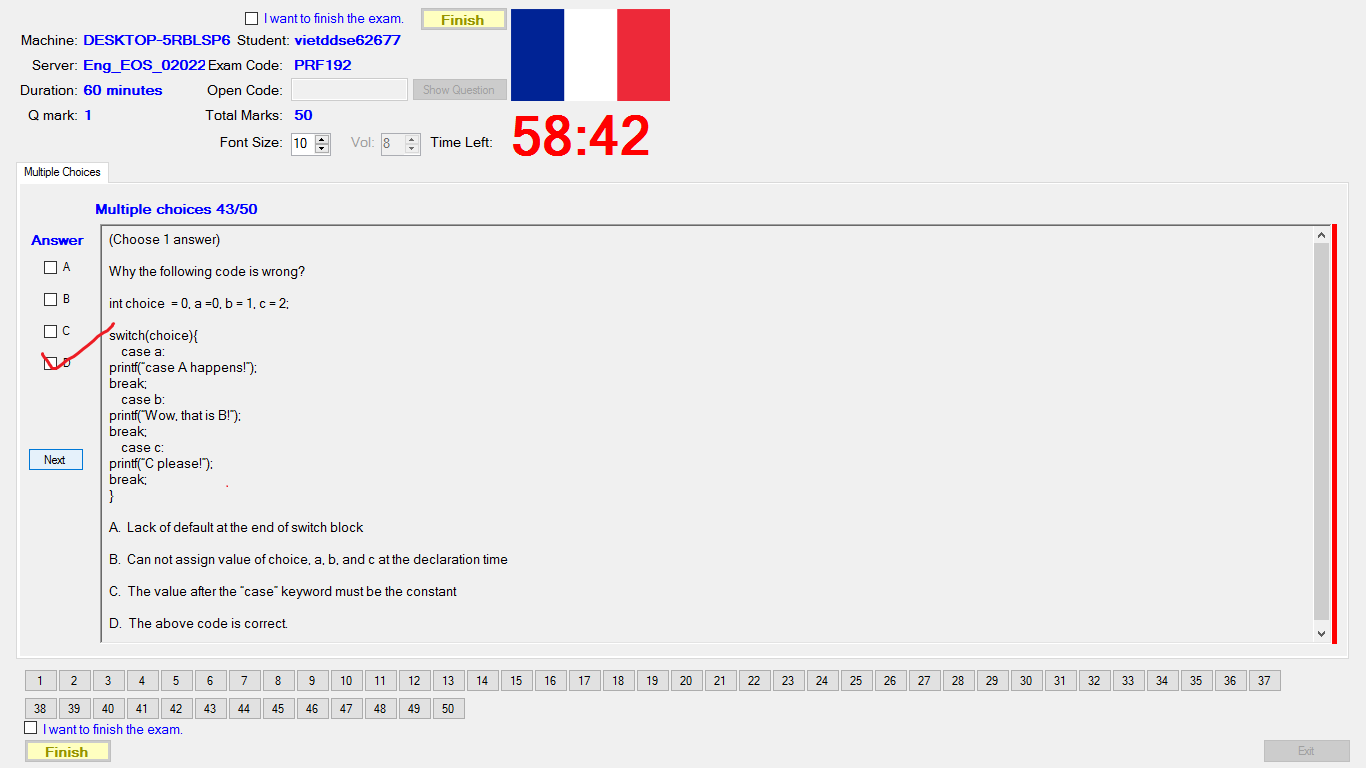 I want to finish the exam. Finish
Machine: DESKTOP-5RBLSP6 Student: vietddse62677
Server: Eng_EOS_02022 Exam Code: PRF192
Duration: 60 minutes Open Code: Show Question
Q mark: 1 Total Marks: 50
Font Size: 10 Vol: 8 Time Left: 58:42
Multiple Choices
Multiple choices 43/50
Answer
A
B
C
D
Next
(Choose 1 answer)
Why the following code is wrong?
int choice = 0, a =0, b = 1, c = 2;
switch(choice){
case a:
printf("case A happens!");
break;
case b:
printf("Wow, that is B!");
break;
case c:
printf("C please!");
break;
}
A. Lack of default at the end of switch block
B. Can not assign value of choice, a, b, and c at the declaration time
C. The value after the "case" keyword must be the constant
D. The above code is correct.
1 2 3 4 5 6 7 8 9 10 11 12 13 14 15 16 17 18 19 20 21 22 23 24 25 26 27 28 29 30 31 32 33 34 35 36 37
38 39 40 41 42 43 44 45 46 47 48 49 50
I want to finish the exam.
Finish Exit